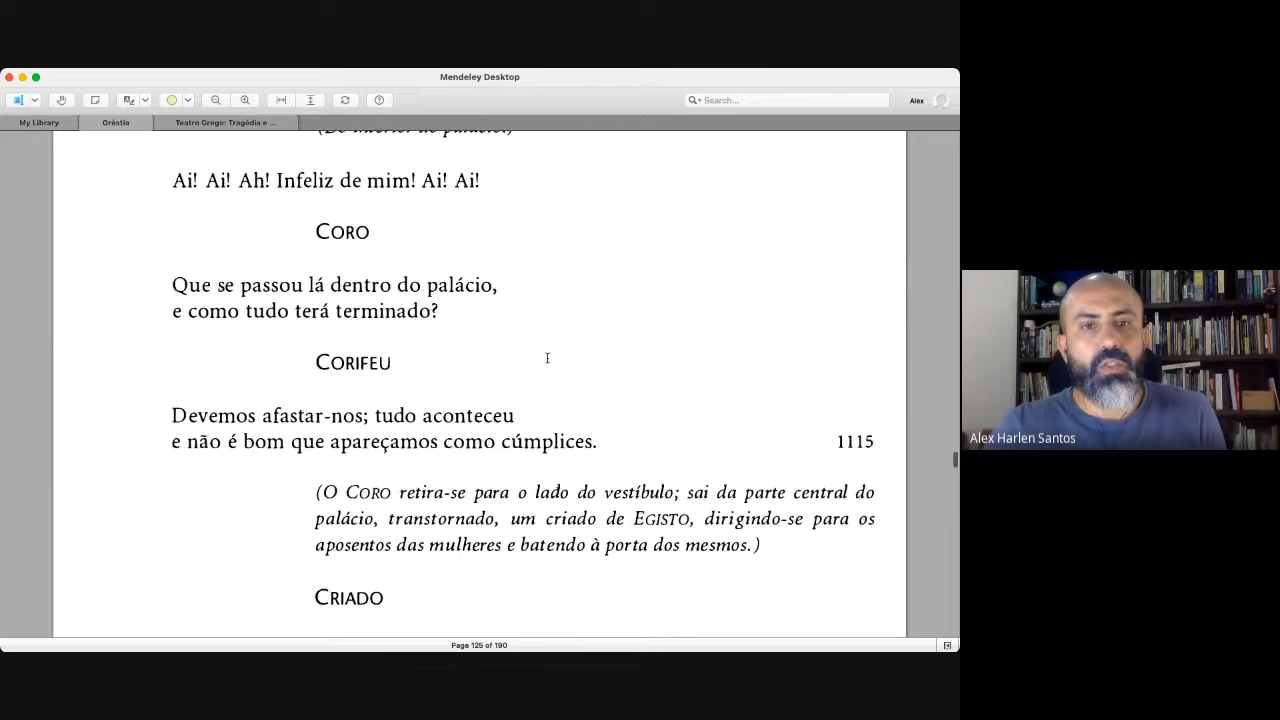 Mendeley Desktop
Search...
Alex
My Library
Oréstia
Teatro Grego: Tragédia e ...
Ai! Ai! Ah! Infeliz de mim! Ai! Ai!
CORO
Que se passou lá dentro do palácio,
e como tudo terá terminado?
CORIFEU
Devemos afastar-nos; tudo aconteceu
e não é bom que apareçamos como cúmplices. 1115
(O CORO retira-se para o lado do vestíbulo; sai da parte central do
palácio, transtornado, um criado de EGISTO, dirigindo-se para os
aposentos das mulheres e batendo à porta dos mesmos.)
CRIADO
Page 125 of 190
Alex Harlen Santos